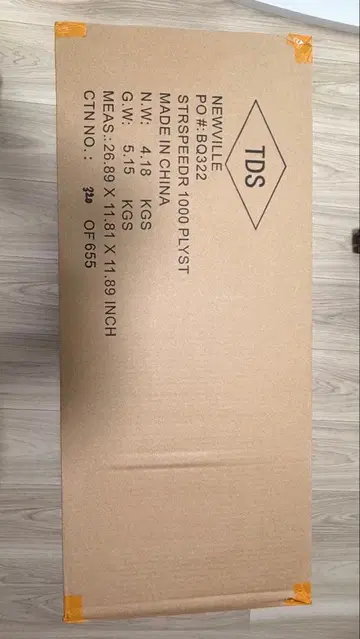 TDS
NEWVILLE
PO #: BQ322
STRSPEEDR 1000 PLYST
MADE IN CHINA
N.W: 4.18 KGS
G.W: 5.15 KGS
MEAS.: 26.89 X 11.81 X 11.89 INCH
CTN NO. : 320 OF 655